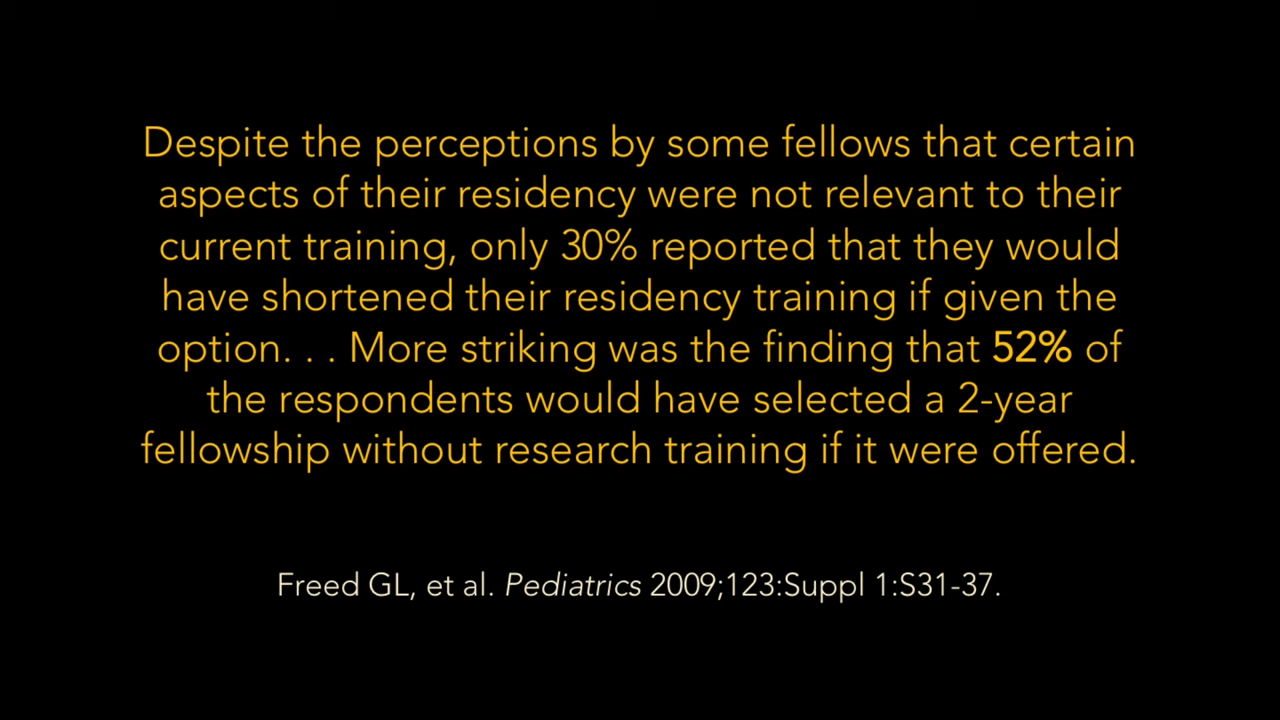 Despite the perceptions by some fellows that certain
aspects of their residency were not relevant to their
current training, only 30% reported that they would
have shortened their residency training if given the
option. . . More striking was the finding that 52% of
the respondents would have selected a 2-year
fellowship without research training if it were offered.
Freed GL, et al. Pediatrics 2009;123:Suppl 1:S31-37.